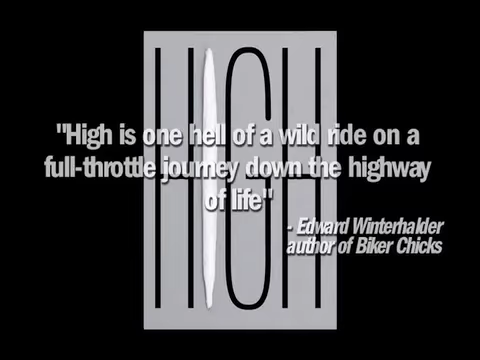 HIGH
"High is one hell of a wild ride on a
full-throttle journey down the highway
of life"
- Edward Winterhalder
author of Biker Chicks